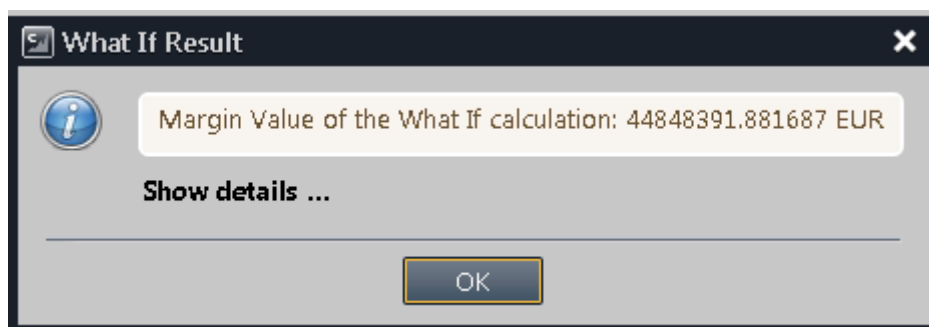 What If Result
Margin Value of the What If calculation: 44848391.881687 EUR
Show details ...
OK